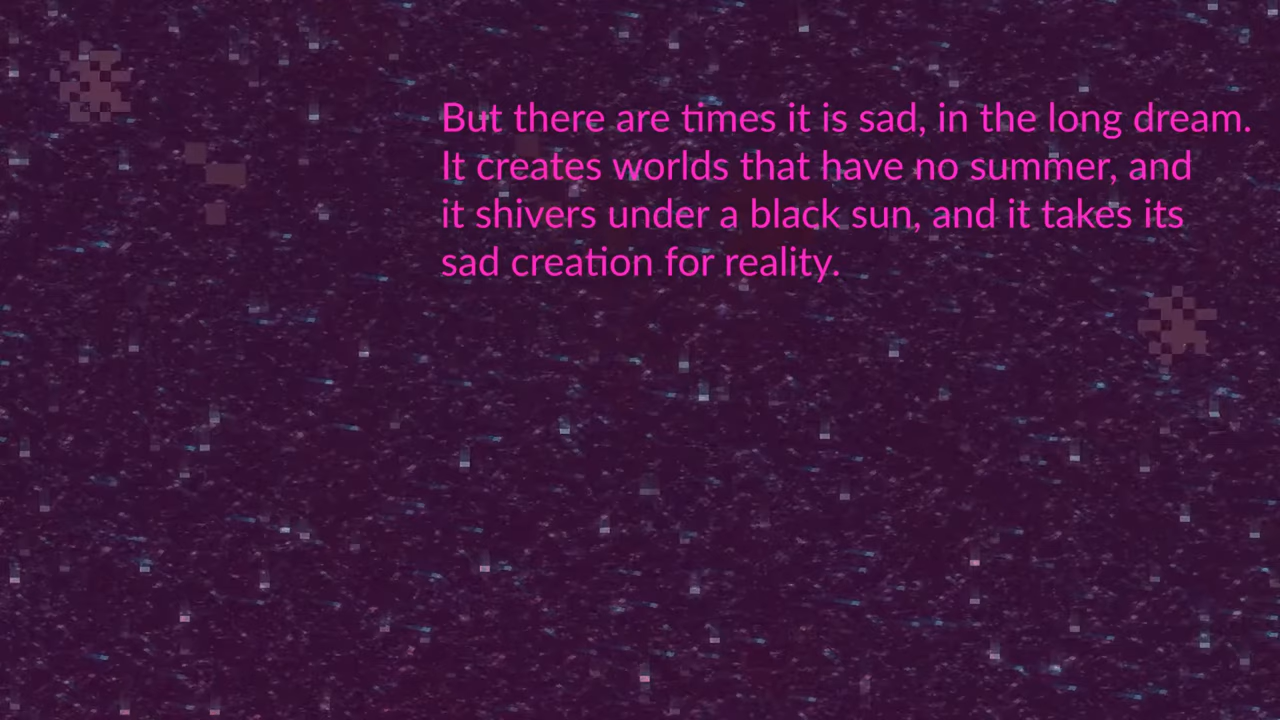 But there are times it is sad, in the long dream.
It creates worlds that have no summer, and
it shivers under a black sun, and it takes its
sad creation for reality.